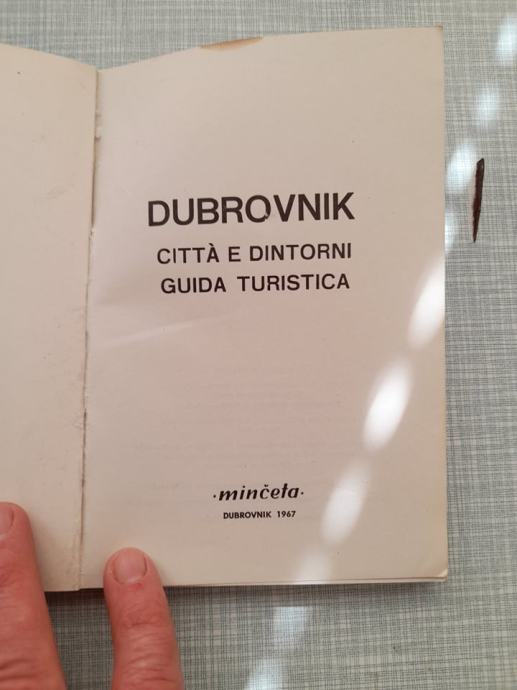 DUBROVNIK
CITTÀ E DINTORNI
GUIDA TURISTICA
·minčeta·
DUBROVNIK 1967